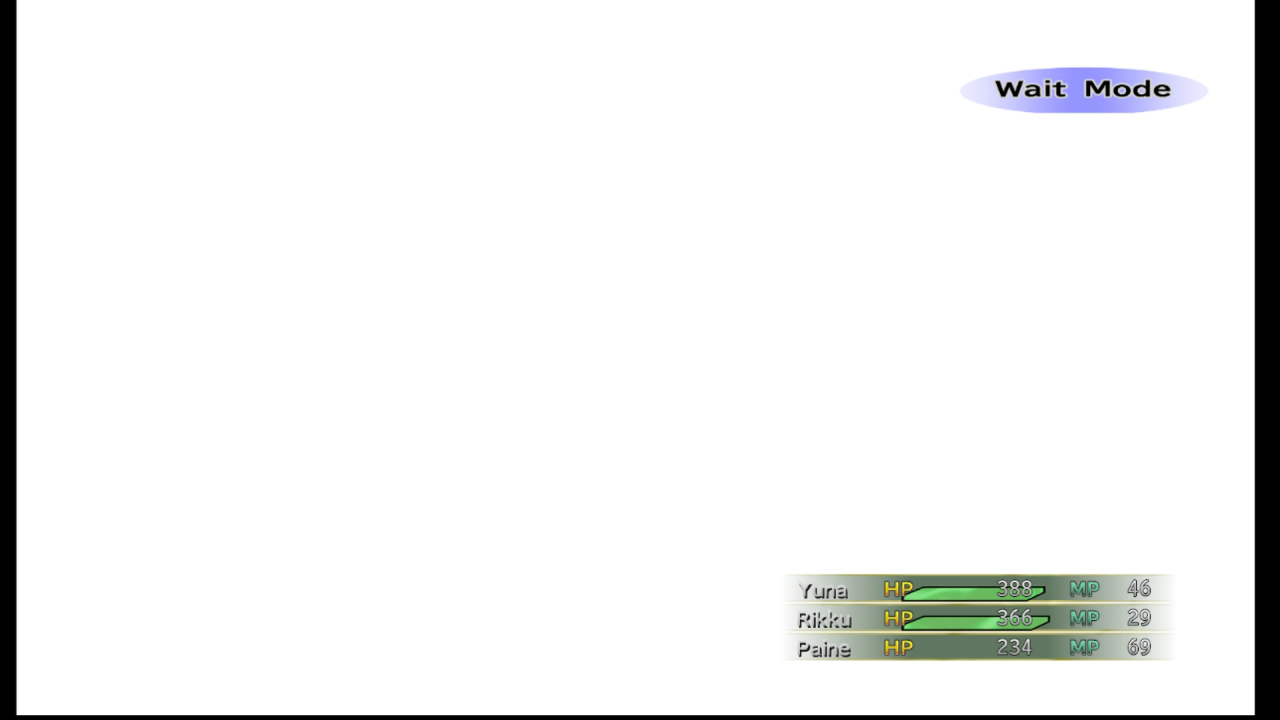 Wait Mode
Yuna HP 388 MP 46
Rikku HP 366 MP 29
Paine HP 234 MP 69